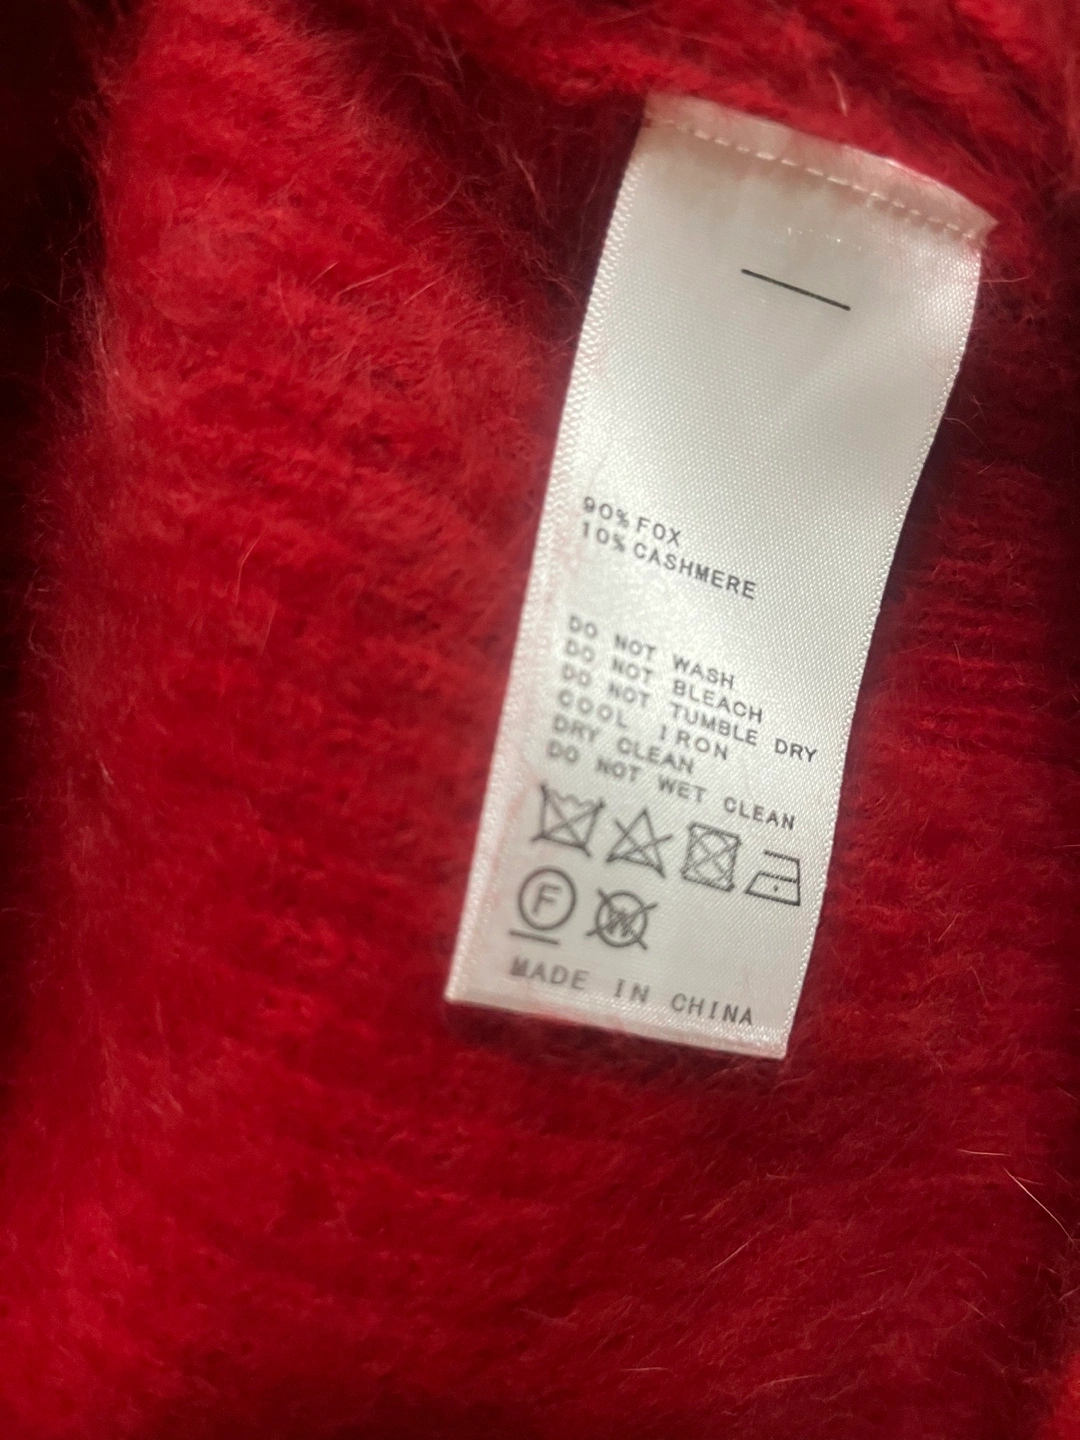 90% FOX
10% CASHMERE
DO NOT WASH
DO NOT BLEACH
DO NOT TUMBLE DRY
COOL IRON
DRY CLEAN
DO NOT WET CLEAN
F W
MADE IN CHINA